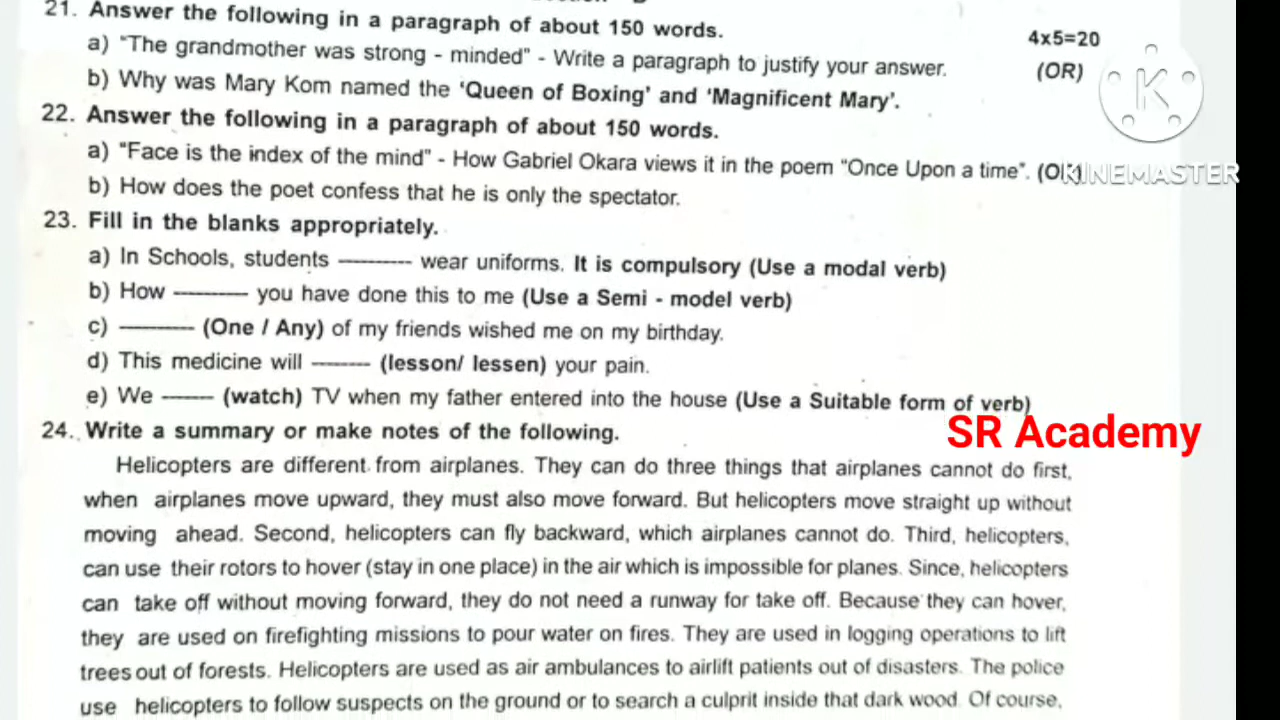 21. Answer the following in a paragraph of about 150 words.
4x5=20
a) "The grandmother was strong - minded" - Write a paragraph to justify your answer. (OR)
b) Why was Mary Kom named the 'Queen of Boxing' and 'Magnificent Mary'.
K
22. Answer the following in a paragraph of about 150 words.
a) "Face is the index of the mind" - How Gabriel Okara views it in the poem "Once Upon a time".
KINEMASTER
b) How does the poet confess that he is only the spectator.
23. Fill in the blanks appropriately.
a) In Schools, students ——— wear uniforms. It is compulsory (Use a modal verb)
b) How ——— you have done this to me (Use a Semi - model verb)
c) ——— (One / Any) of my friends wished me on my birthday.
d) This medicine will ——— (lesson/ lessen) your pain.
e) We ——— (watch) TV when my father entered into the house (Use a Suitable form of verb)
SR Academy
24. Write a summary or make notes of the following.
Helicopters are different from airplanes. They can do three things that airplanes cannot do first,
when airplanes move upward, they must also move forward. But helicopters move straight up without
moving ahead. Second, helicopters can fly backward, which airplanes cannot do. Third, helicopters,
can use their rotors to hover (stay in one place) in the air which is impossible for planes. Since, helicopters
can take off without moving forward, they do not need a runway for take off. Because they can hover,
they are used on firefighting missions to pour water on fires. They are used in logging operations to lift
trees out of forests. Helicopters are used as air ambulances to airlift patients out of disasters. The police
use helicopters to follow suspects on the ground or to search a culprit inside that dark wood. Of course,